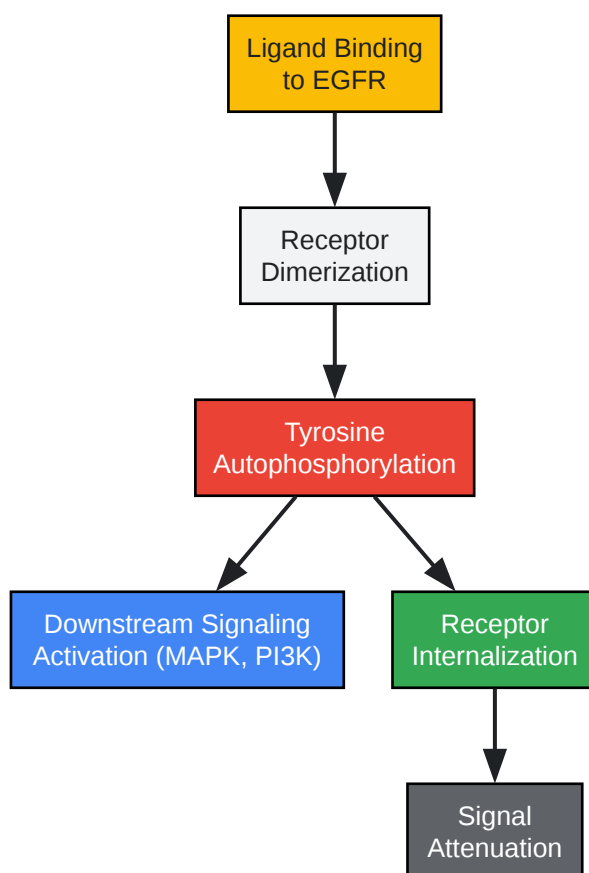 Ligand Binding
to EGFR
Receptor
Dimerization
Tyrosine
Autophosphorylation
Downstream Signaling
Activation (MAPK, PI3K)
Receptor
Internalization
Signal
Attenuation